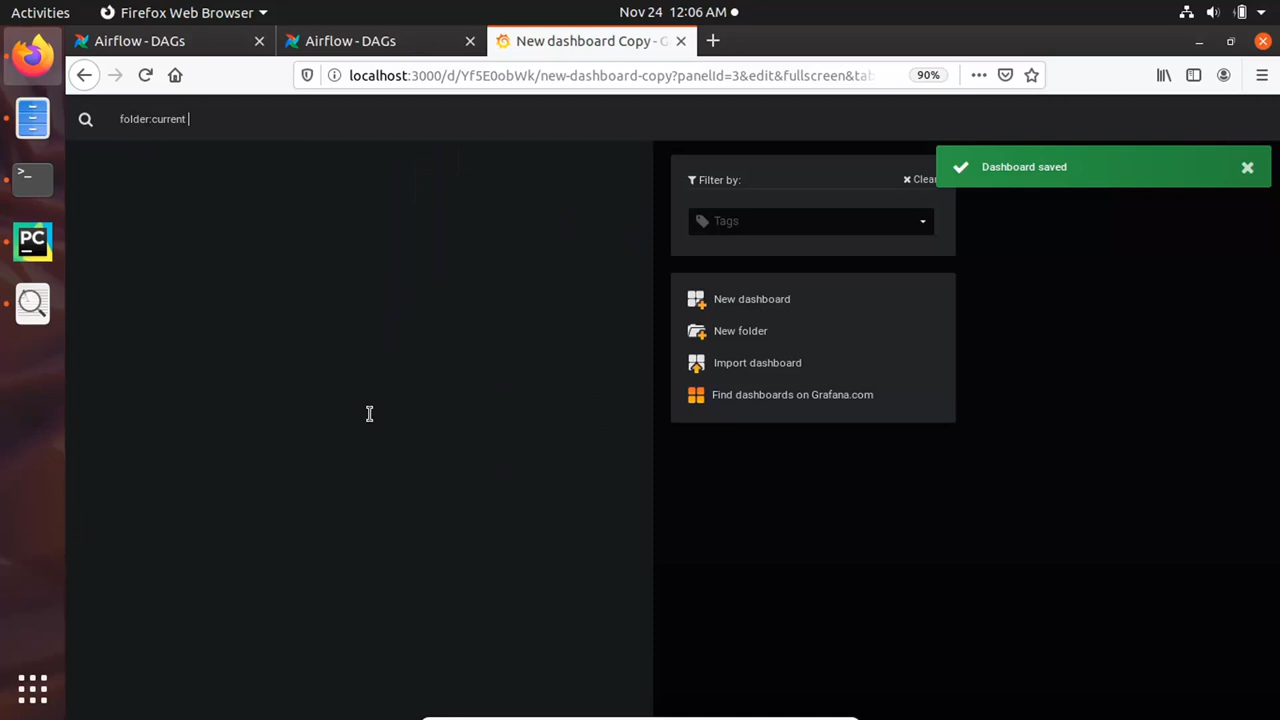 Activities
Firefox Web Browser
Nov 24 12:06 AM
Airflow - DAGs
Airflow - DAGs
New dashboard Copy - G
localhost:3000/d/Yf5E0obWk/new-dashboard-copy?panelId=3&edit&fullscreen&tab
90%
folder:current
Dashboard saved
Filter by:
Clear
Tags
New dashboard
New folder
Import dashboard
Find dashboards on Grafana.com
PC